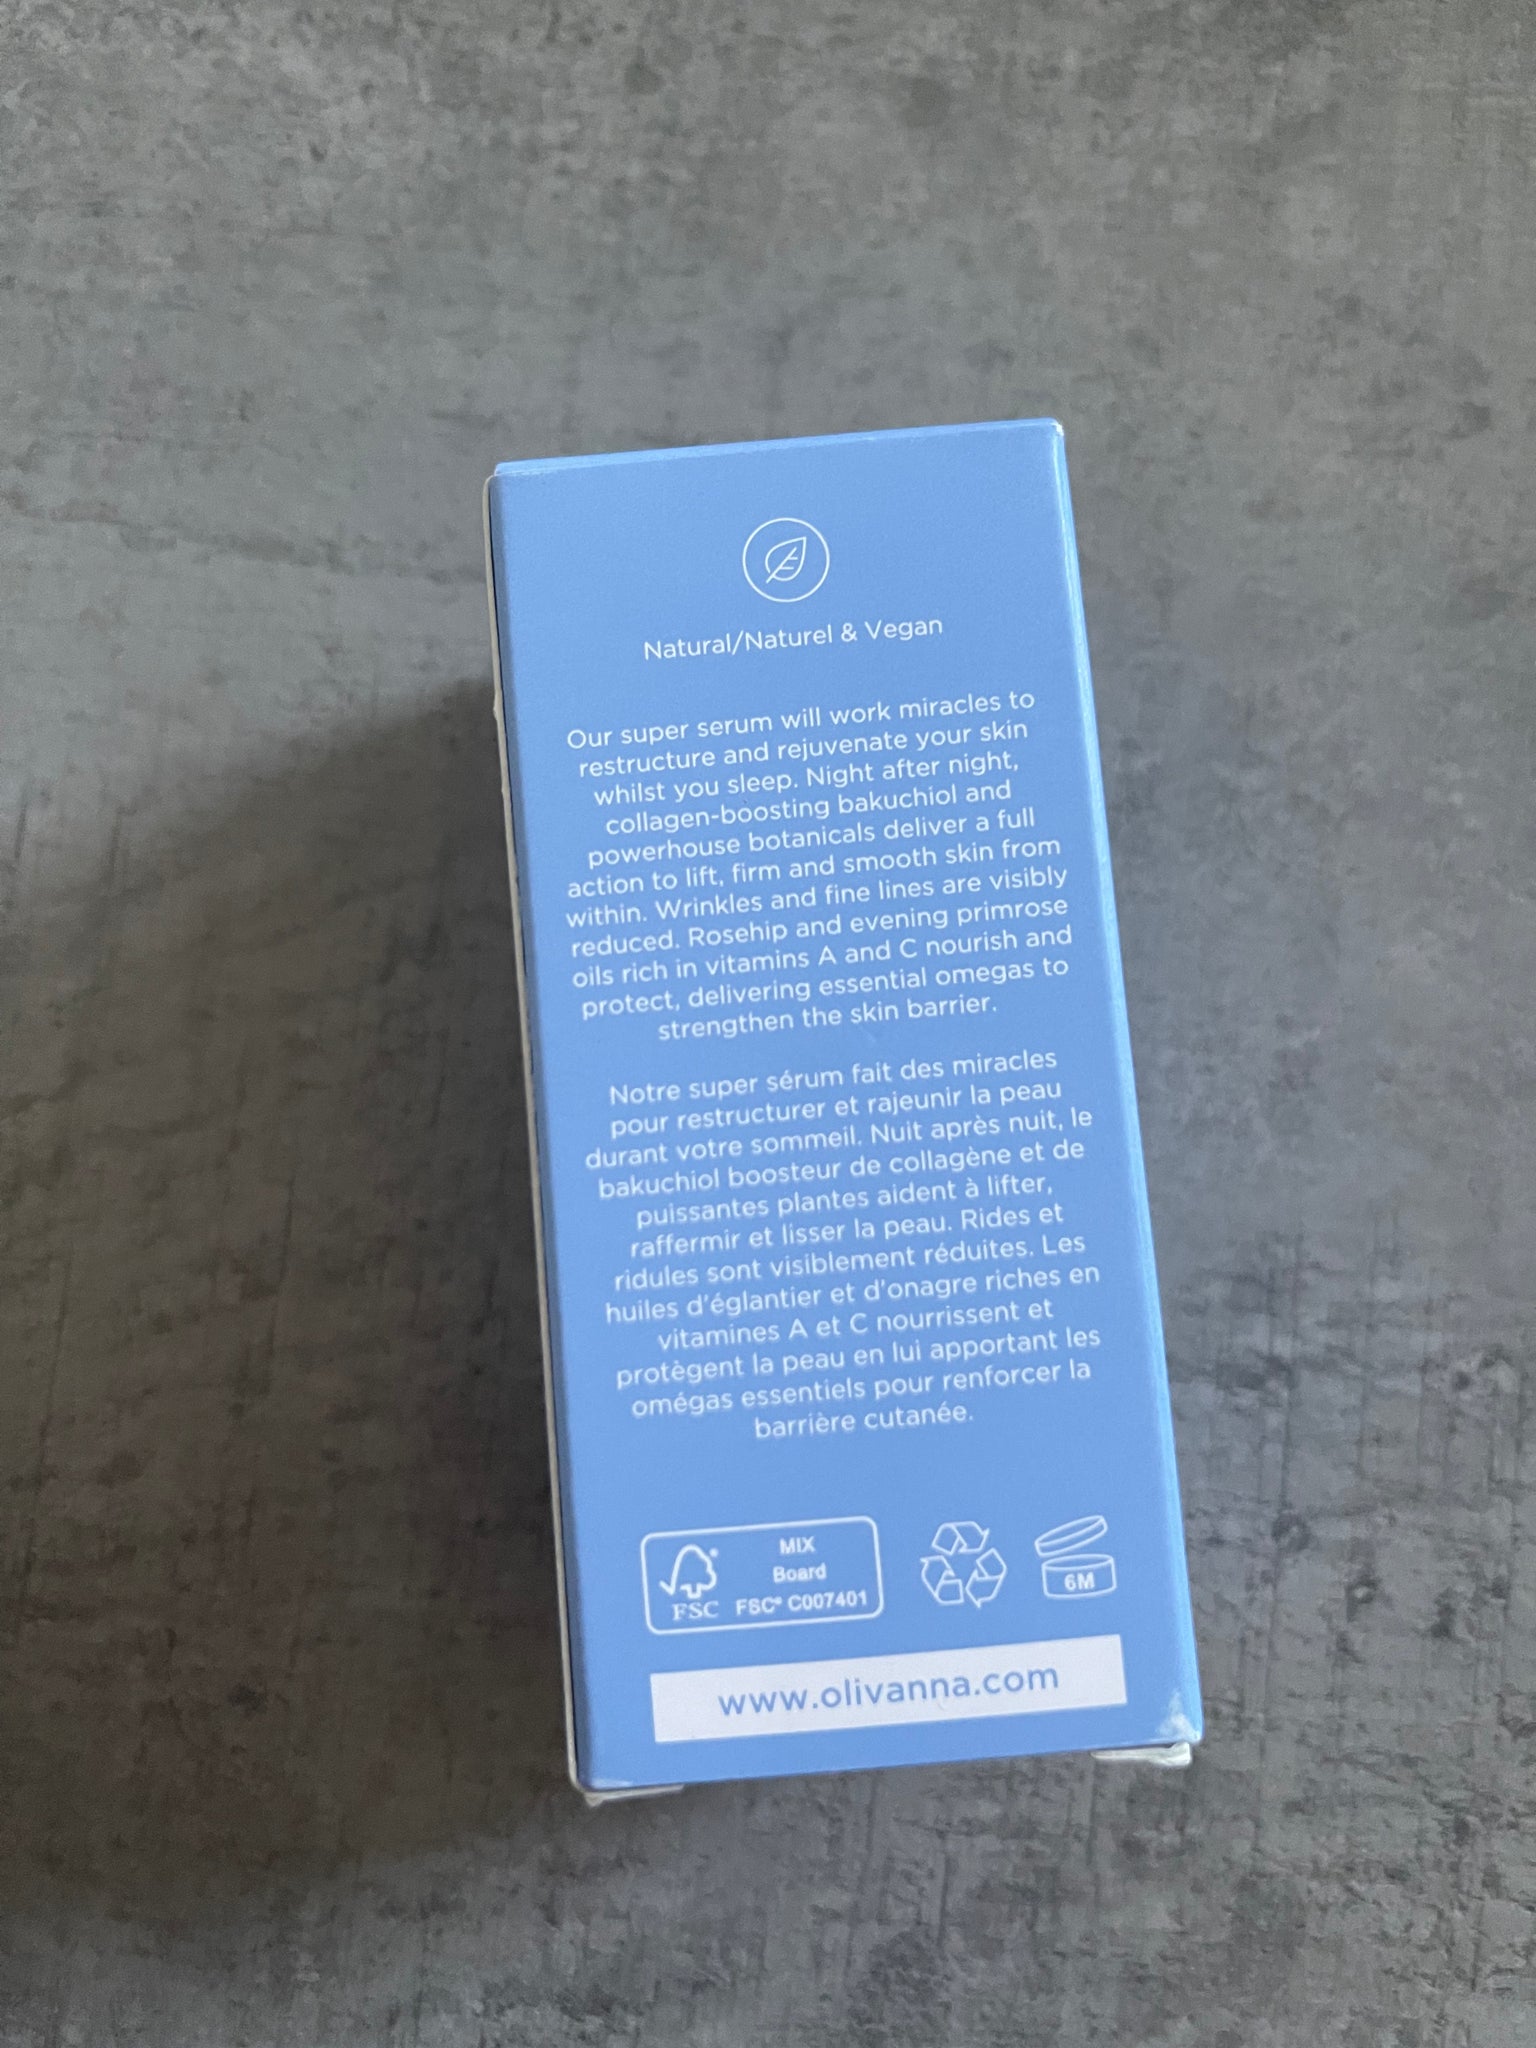 Natural/Naturel & Vegan
Our super serum will work miracles to
restructure and rejuvenate your skin
whilst you sleep. Night after night,
collagen-boosting bakuchiol and
powerhouse botanicals deliver a full
action to lift, firm and smooth skin from
within. Wrinkles and fine lines are visibly
reduced. Rosehip and evening primrose
oils rich in vitamins A and C nourish and
protect, delivering essential omegas to
strengthen the skin barrier.
Notre super sérum fait des miracles
pour restructurer et rajeunir la peau
durant votre sommeil. Nuit après nuit, le
bakuchiol boosteur de collagène et de
puissantes plantes aident à lifter,
raffermir et lisser la peau. Rides et
ridules sont visiblement réduites. Les
huiles d'églantier et d'onagre riches en
vitamines A et C nourrissent et
protègent la peau en lui apportant les
omégas essentiels pour renforcer la
barrière cutanée.
MIX
Board
FSC® C007401
FSC
6M
www.olivanna.com